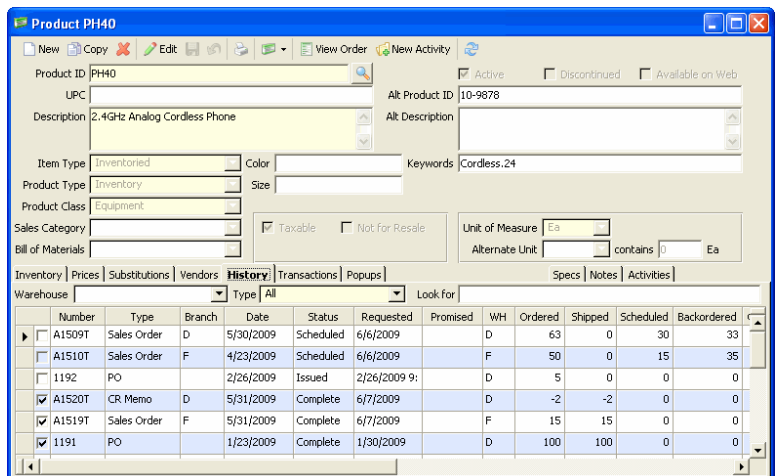 Product PH40
New Copy Edit View Order New Activity
Product ID PH40 Active Discontinued Available on Web
UPC Alt Product ID 10-9878
Description 2.4GHz Analog Cordless Phone Alt Description
Item Type Inventoried Color Keywords Cordless.24
Product Type Inventory Size
Product Class Equipment
Sales Category Taxable Not for Resale Unit of Measure Ea
Bill of Materials Alternate Unit contains 0 Ea
Inventory Prices Substitutions Vendors History Transactions Popups Specs Notes Activities
Warehouse Type All Look for
Number Type Branch Date Status Requested Promised WH Ordered Shipped Scheduled Backordered
A1509T Sales Order D 5/30/2009 Scheduled 6/6/2009 D 63 0 30 33
A1510T Sales Order F 4/23/2009 Scheduled 6/6/2009 F 50 0 15 35
1192 PO 2/26/2009 Issued 2/26/2009 9: D 5 0 0 0
A1520T CR Memo D 5/31/2009 Complete 6/7/2009 D -2 -2 0 0
A1519T Sales Order F 5/31/2009 Complete 6/7/2009 F 15 15 0 0
1191 PO 1/23/2009 Complete 1/30/2009 D 100 100 0 0